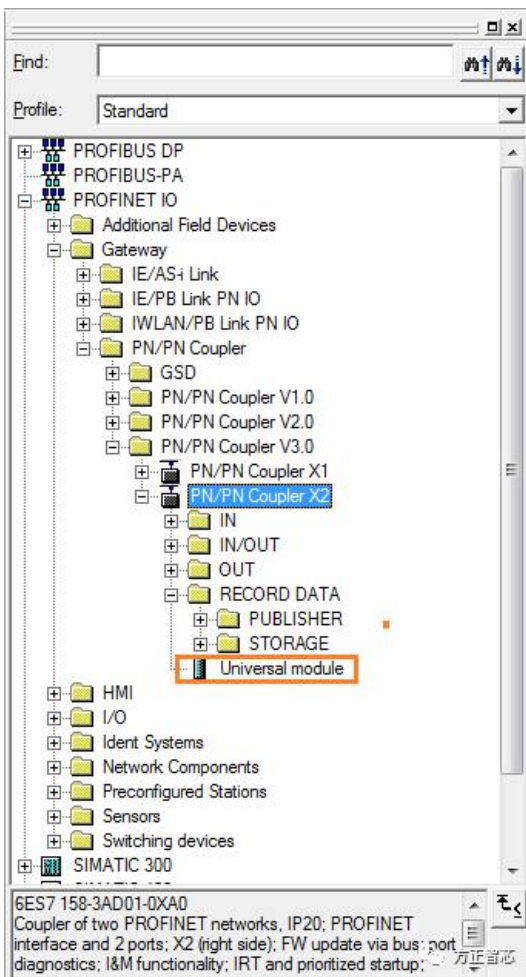 Find:
Profile:
Standard
PROFIBUS DP
PROFIBUS-PA
PROFINET IO
Additional Field Devices
Gateway
IE/AS-i Link
IE/PB Link PN IO
IWLAN/PB Link PN IO
PN/PN Coupler
GSD
PN/PN Coupler V1.0
PN/PN Coupler V2.0
PN/PN Coupler V3.0
PN/PN Coupler X1
PN/PN Coupler X2
IN
IN/OUT
OUT
RECORD DATA
PUBLISHER
STORAGE
Universal module
HMI
I/O
Ident Systems
Network Components
Preconfigured Stations
Sensors
Switching devices
SIMATIC 300
6ES7 158-3AD01-0XA0
Coupler of two PROFINET networks, IP20; PROFINET
interface and 2 ports; X2 (right side); FW update via bus; port
diagnostics; I&M functionality; IRT and prioritized startup;
方正智芯